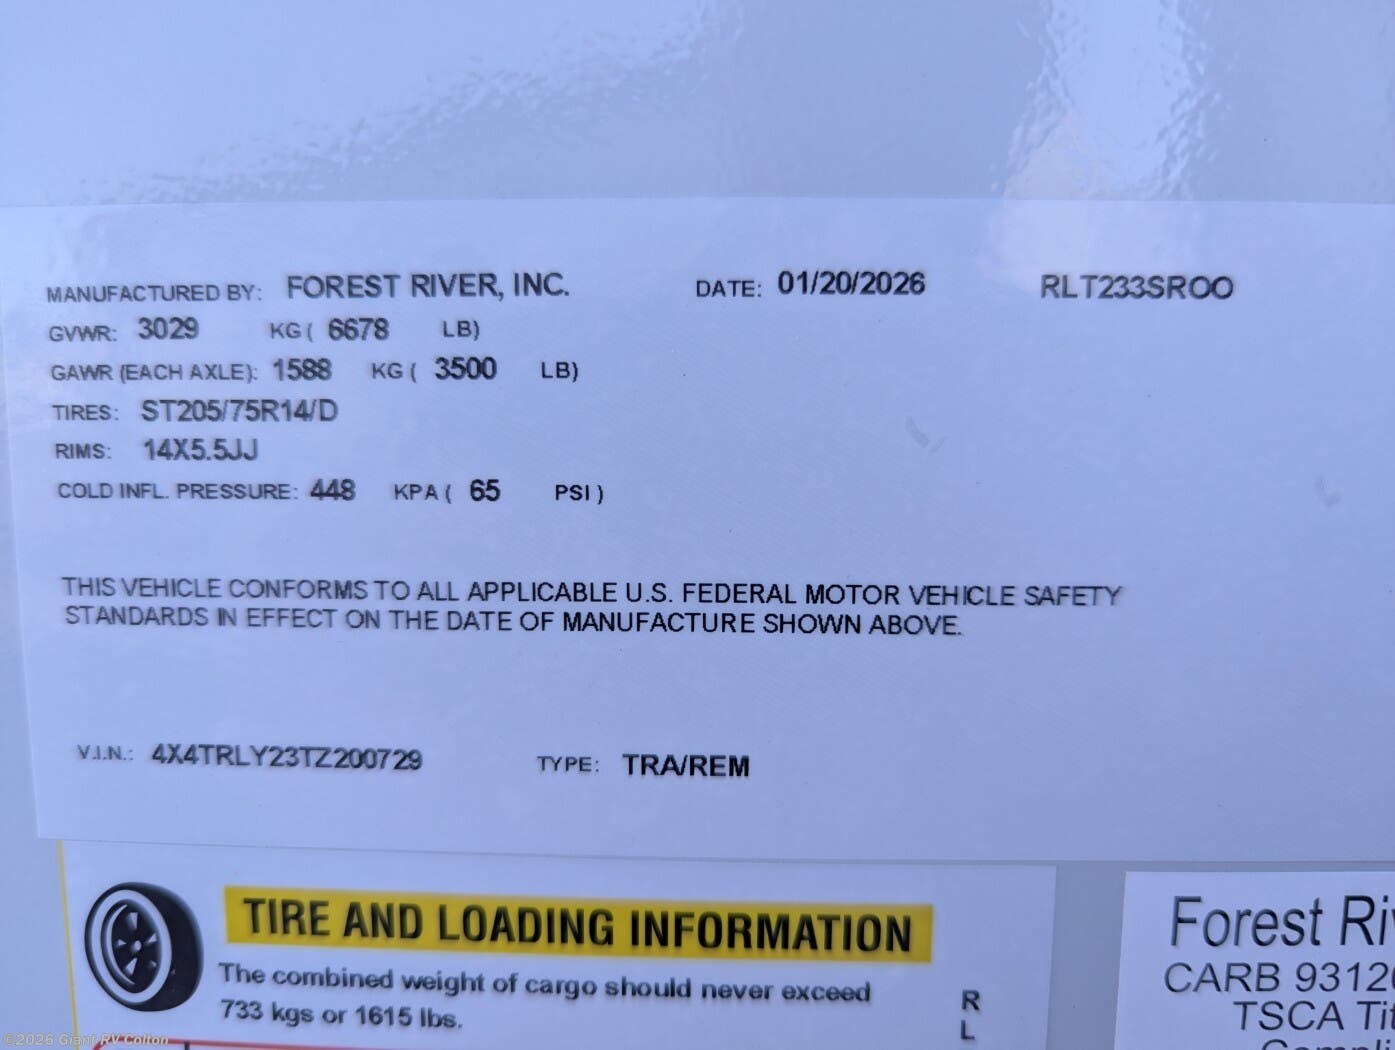 MANUFACTURED BY: FOREST RIVER, INC. DATE: 01/20/2026 RLT233SROO
GVWR: 3029 KG ( 6678 LB)
GAWR (EACH AXLE): 1588 KG ( 3500 LB)
TIRES: ST205/75R14/D
RIMS: 14X5.5JJ
COLD INFL. PRESSURE: 448 KPA ( 65 PSI )
THIS VEHICLE CONFORMS TO ALL APPLICABLE U.S. FEDERAL MOTOR VEHICLE SAFETY
STANDARDS IN EFFECT ON THE DATE OF MANUFACTURE SHOWN ABOVE.
V.I.N.: 4X4TRLY23TZ200729 TYPE: TRA/REM
TIRE AND LOADING INFORMATION
The combined weight of cargo should never exceed
733 kgs or 1615 lbs.
R
L
Forest Ri
CARB 9312
TSCA Tit
Compli
©2026 Giant RV Colton